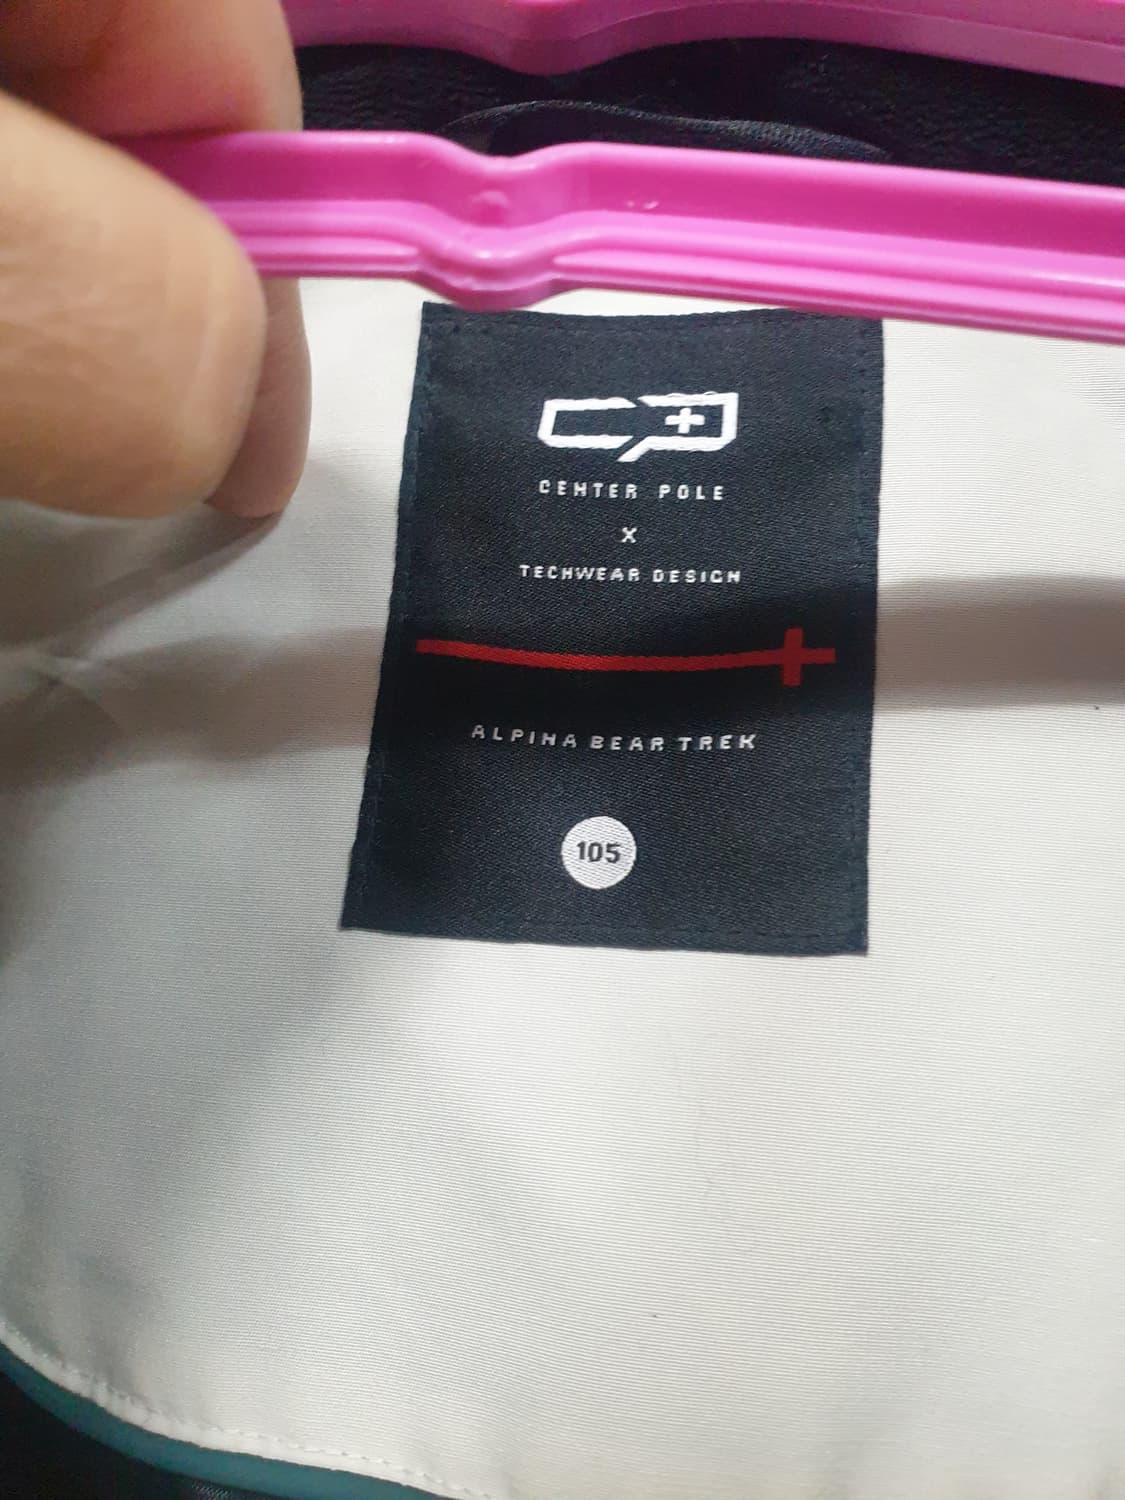 CENTER POLE
X
TECHWEAR DESIGN
ALPINA BEAR TREK
105